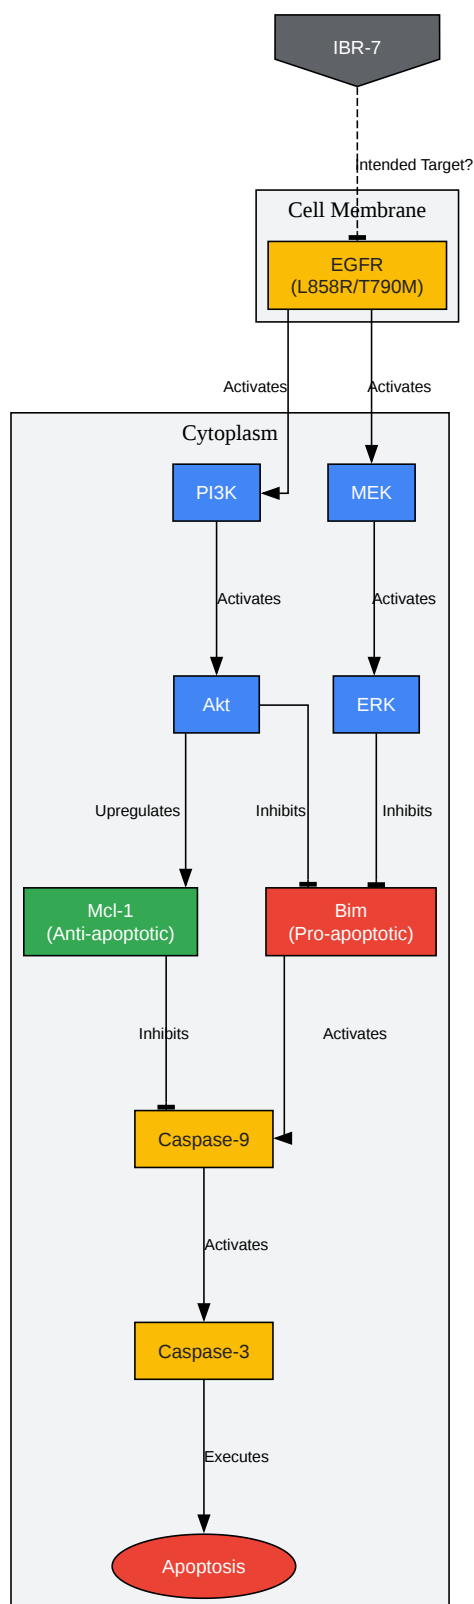 IBR-7
Intended Target?
Cell Membrane
EGFR
(L858R/T790M)
Activates
Activates
Cytoplasm
PI3K
MEK
Activates
Activates
Akt
ERK
Upregulates
Inhibits
Inhibits
Mcl-1
(Anti-apoptotic)
Bim
(Pro-apoptotic)
Inhibits
Activates
Caspase-9
Activates
Caspase-3
Executes
Apoptosis